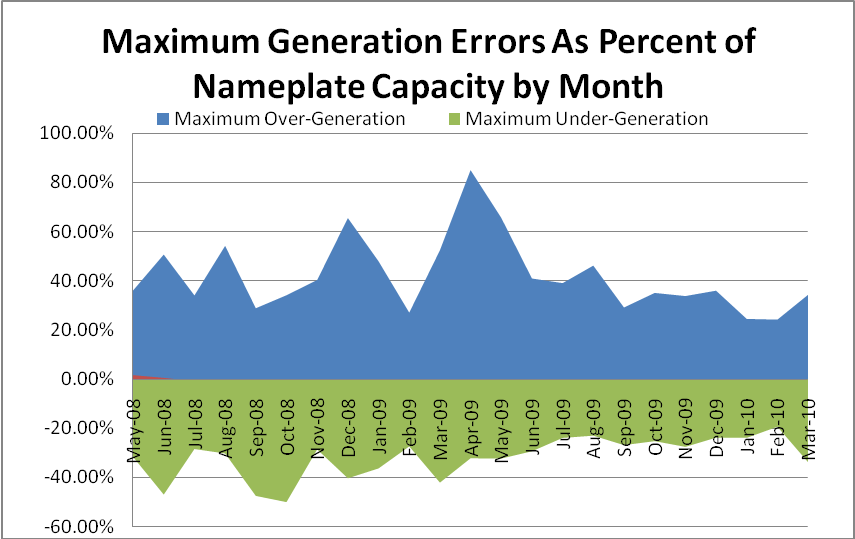 Maximum Generation Errors As Percent of
Nameplate Capacity by Month
Maximum Over-Generation Maximum Under-Generation
100.00%
80.00%
60.00%
40.00%
20.00%
0.00%
-20.00%
-40.00%
-60.00%
May-08
Jun-08
Jul-08
Aug-08
Sep-08
Oct-08
Nov-08
Dec-08
Jan-09
Feb-09
Mar-09
Apr-09
May-09
Jun-09
Jul-09
Aug-09
Sep-09
Oct-09
Nov-09
Dec-09
Jan-10
Feb-10
Mar-10